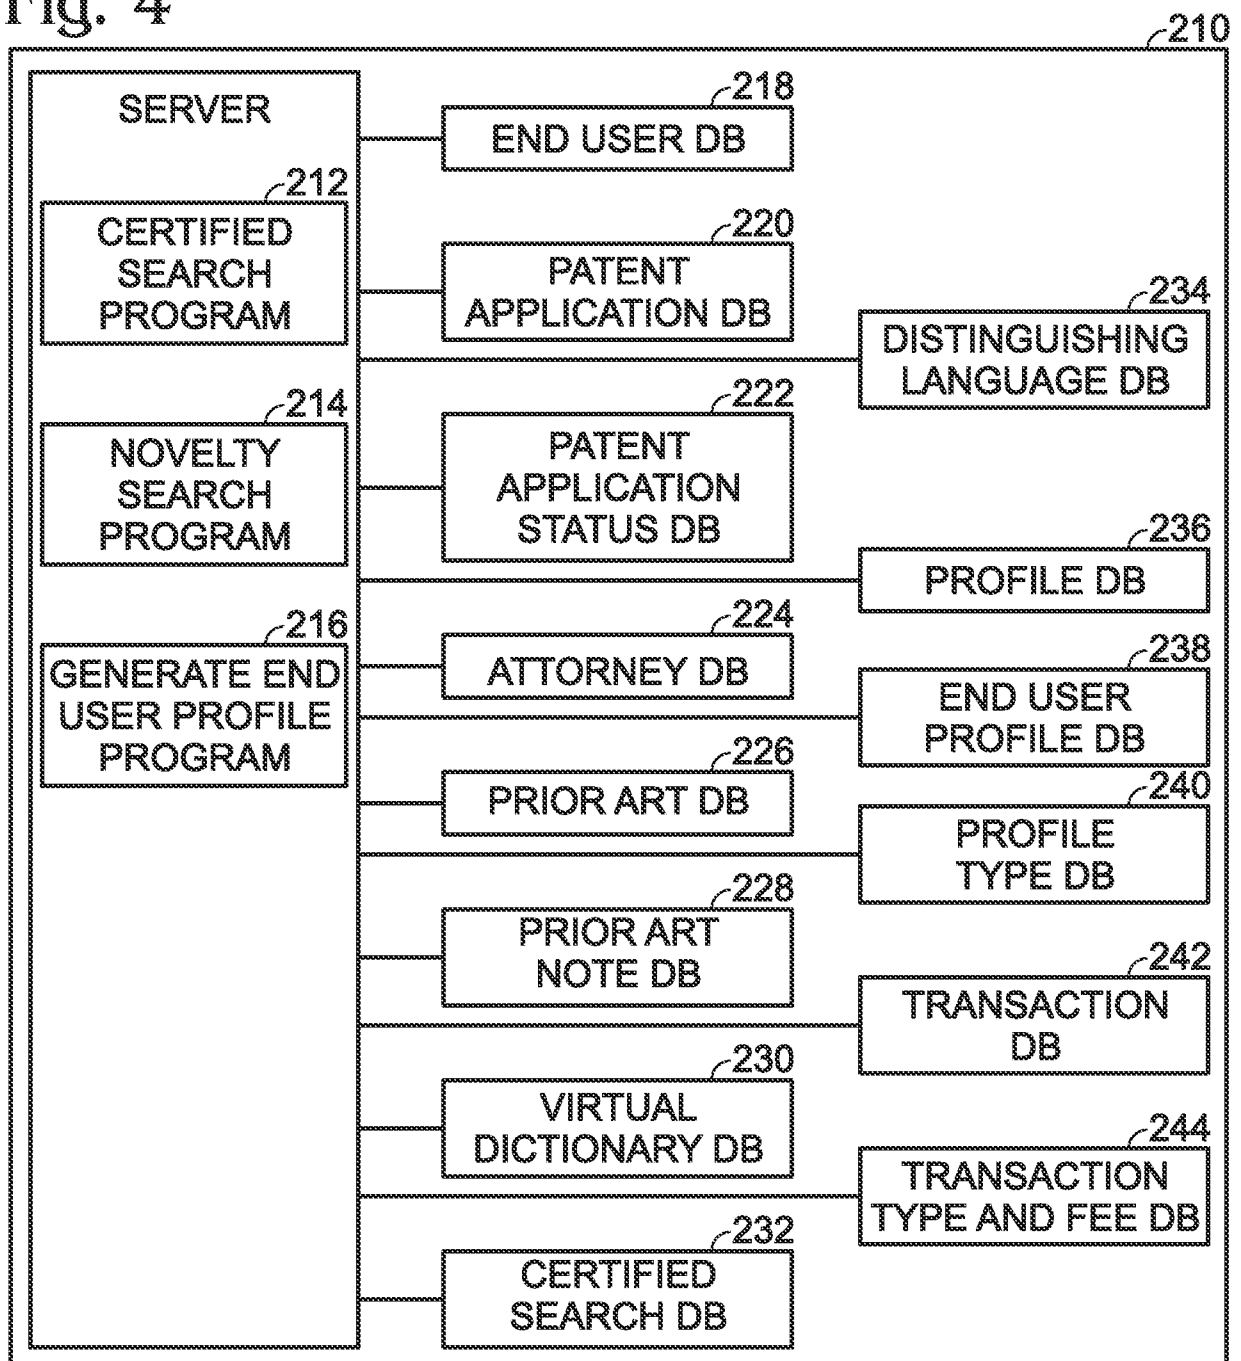 Fig. 4
210
SERVER
212
CERTIFIED
SEARCH
PROGRAM
214
NOVELTY
SEARCH
PROGRAM
216
GENERATE END
USER PROFILE
PROGRAM
218
END USER DB
220
PATENT
APPLICATION DB
222
PATENT
APPLICATION
STATUS DB
224
ATTORNEY DB
226
PRIOR ART DB
228
PRIOR ART
NOTE DB
230
VIRTUAL
DICTIONARY DB
232
CERTIFIED
SEARCH DB
234
DISTINGUISHING
LANGUAGE DB
236
PROFILE DB
238
END USER
PROFILE DB
240
PROFILE
TYPE DB
242
TRANSACTION
DB
244
TRANSACTION
TYPE AND FEE DB